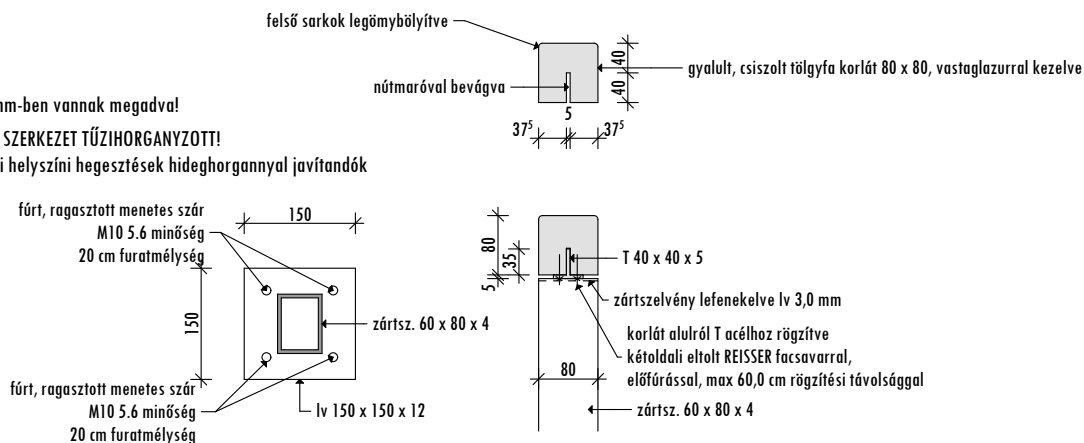 felső sarkok legömybölyítve
40
40
gyalult, csiszolt tölgyfa korlát 80 x 80, vastaglazurral kezelve
nútmaróval bevágva
5
37⁵
37⁵
mm-ben vannak megadva!
SZERKEZET TŰZIHORGANYZOTT!
i helyszíni hegesztések hideghorgannyal javítandók
fúrt, ragasztott menetes szár
M10 5.6 minőség
20 cm furatmélység
150
150
zártsz. 60 x 80 x 4
fúrt, ragasztott menetes szár
M10 5.6 minőség
20 cm furatmélység
lv 150 x 150 x 12
80
35
5
T 40 x 40 x 5
zártszelvény lefenekelve lv 3,0 mm
korlát alulról T acélhoz rögzítve
kétoldali eltolt REISSER facsavarral,
előfúrással, max 60,0 cm rögzítési távolsággal
80
zártsz. 60 x 80 x 4